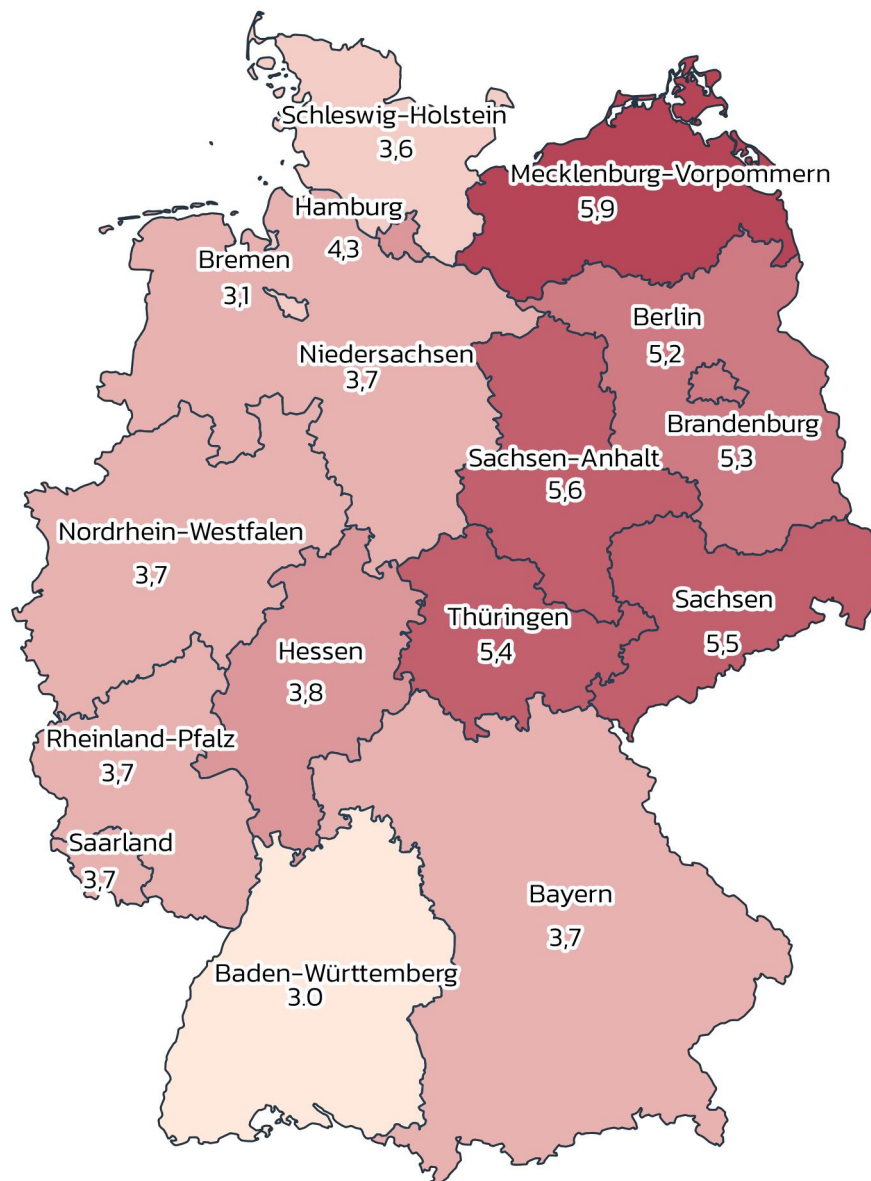 Schleswig-Holstein
3,6
Mecklenburg-Vorpommern
5,9
Hamburg
4,3
Bremen
3,1
Berlin
5,2
Niedersachsen
3,7
Brandenburg
5,3
Sachsen-Anhalt
5,6
Nordrhein-Westfalen
3,7
Sachsen
5,5
Thüringen
5,4
Hessen
3,8
Rheinland-Pfalz
3,7
Saarland
3,7
Bayern
3,7
Baden-Württemberg
3.0